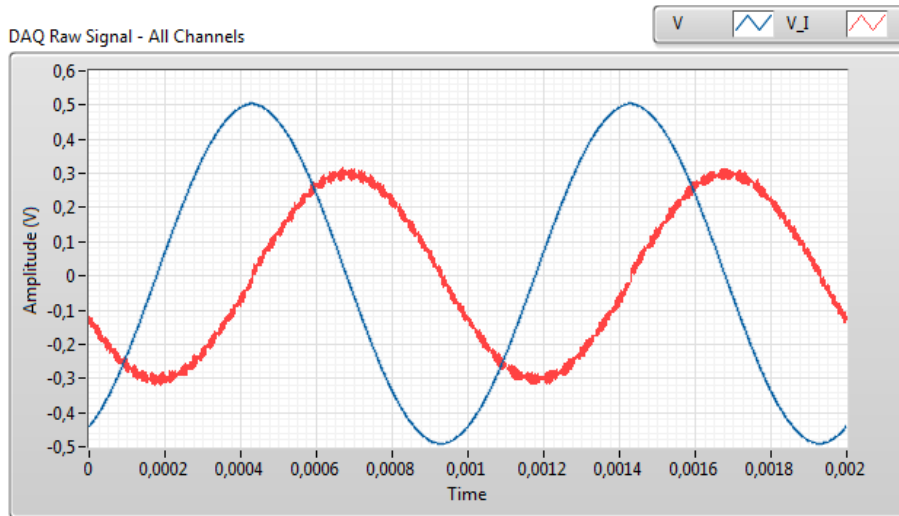 V V_I
DAQ Raw Signal - All Channels
0,6
0,5
0,4
0,3
0,2
0,1
0
-0,1
-0,2
-0,3
-0,4
-0,5
Amplitude (V)
0 0,0002 0,0004 0,0006 0,0008 0,001 0,0012 0,0014 0,0016 0,0018 0,002
Time